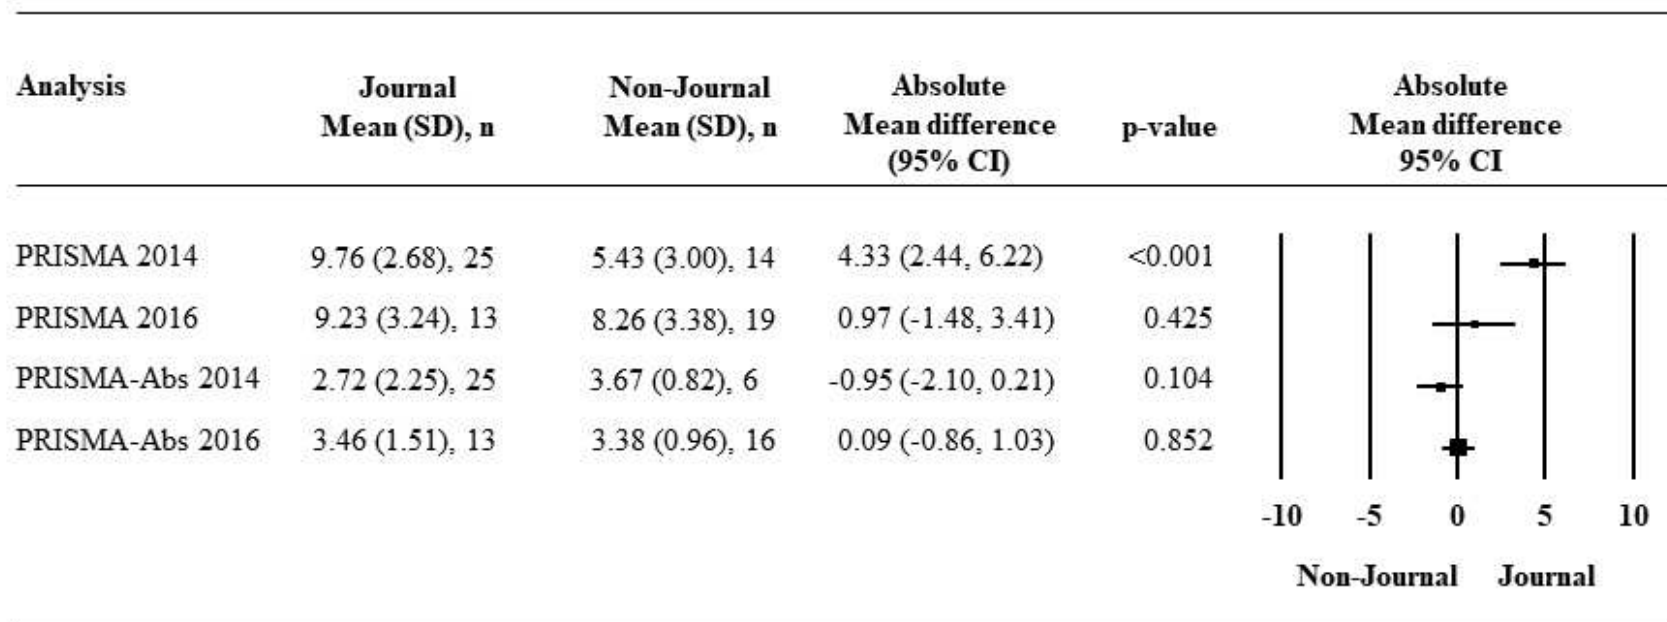 Analysis Journal Non-Journal Absolute Absolute
Mean (SD), n Mean (SD), n Mean difference p-value Mean difference
(95% CI) 95% CI
PRISMA 2014 9.76 (2.68), 25 5.43 (3.00), 14 4.33 (2.44, 6.22) <0.001
PRISMA 2016 9.23 (3.24), 13 8.26 (3.38), 19 0.97 (-1.48, 3.41) 0.425
PRISMA-Abs 2014 2.72 (2.25), 25 3.67 (0.82), 6 -0.95 (-2.10, 0.21) 0.104
PRISMA-Abs 2016 3.46 (1.51), 13 3.38 (0.96), 16 0.09 (-0.86, 1.03) 0.852
-10 -5 0 5 10
Non-Journal Journal